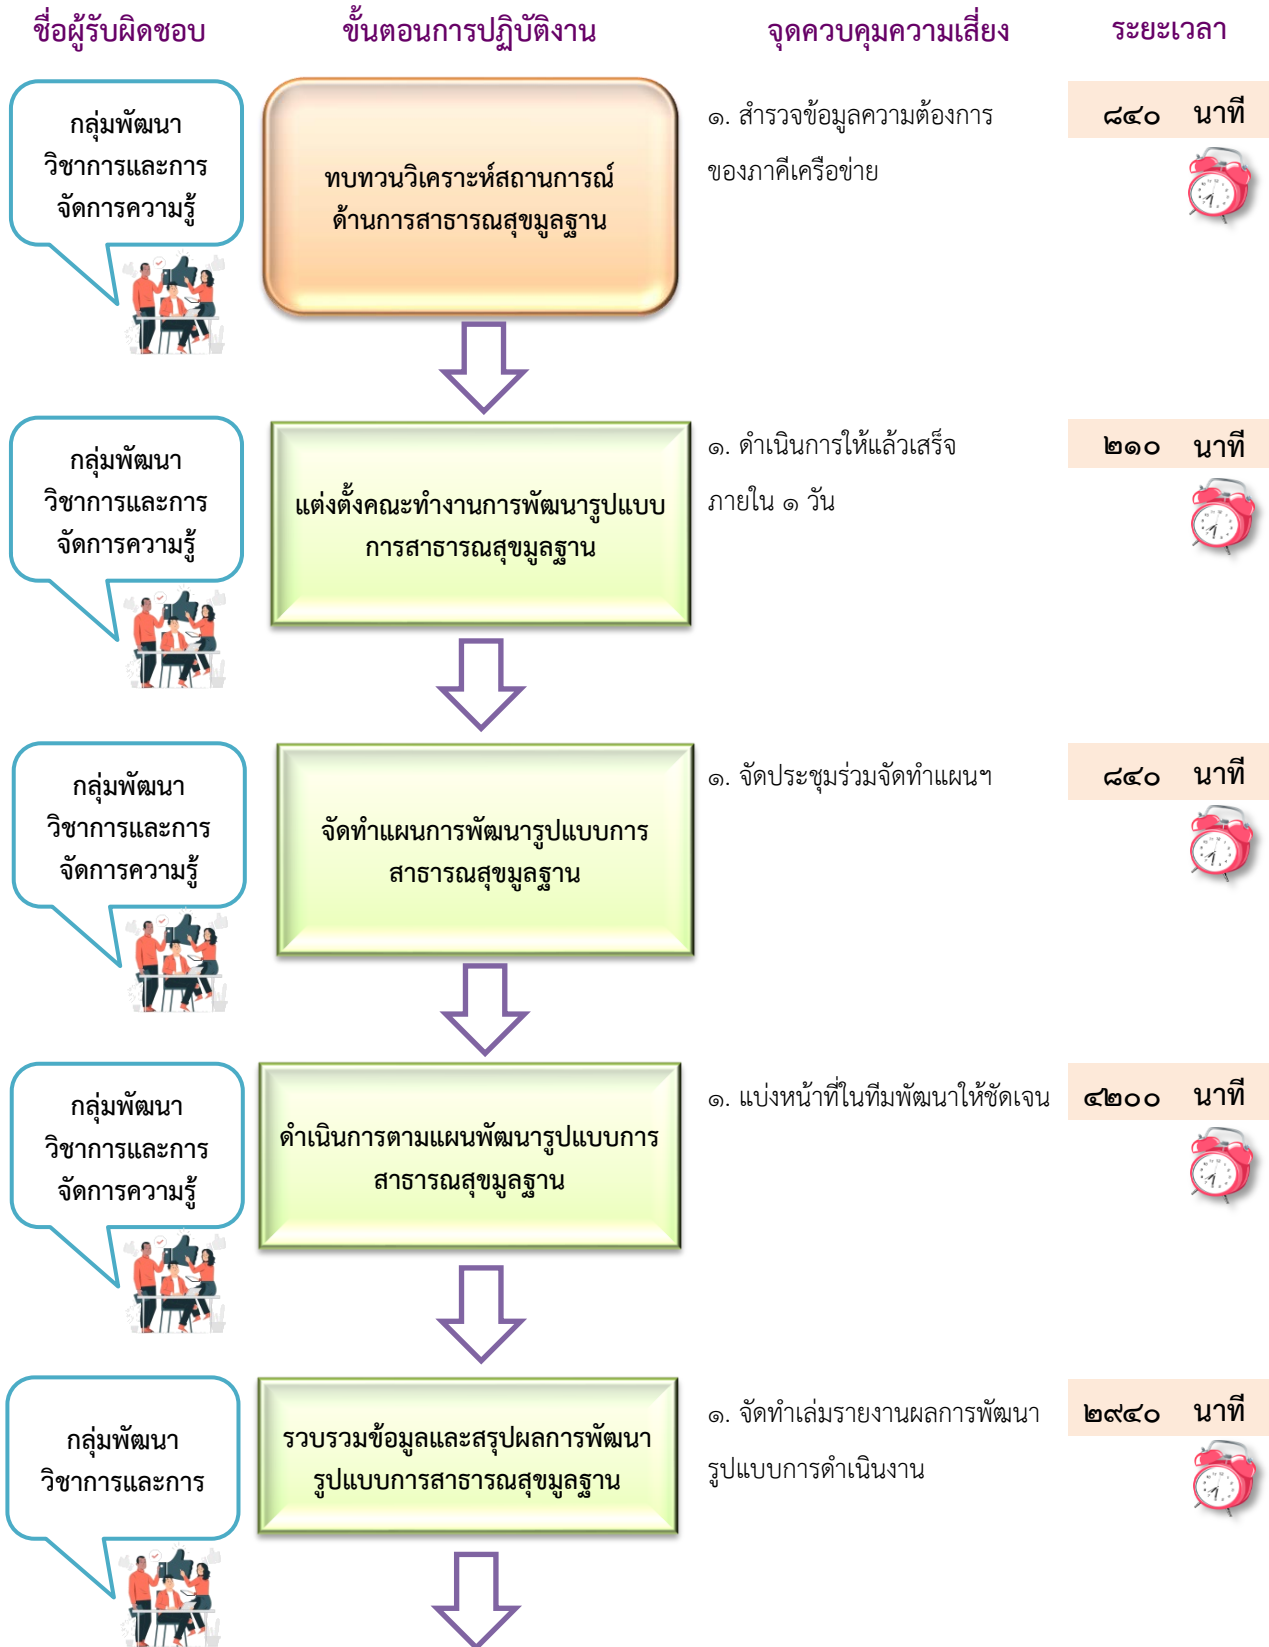 ชื่อผู้รับผิดชอบ ขั้นตอนการปฏิบัติงาน จุดควบคุมความเสี่ยง ระยะเวลา
กลุ่มพัฒนา
วิชาการและการ
จัดการความรู้
ทบทวนวิเคราะห์สถานการณ์
ด้านการสาธารณสุขมูลฐาน
๑. สำรวจข้อมูลความต้องการ
ของภาคีเครือข่าย
๘๔๐ นาที
กลุ่มพัฒนา
วิชาการและการ
จัดการความรู้
แต่งตั้งคณะทำงานการพัฒนารูปแบบ
การสาธารณสุขมูลฐาน
๑. ดำเนินการให้แล้วเสร็จ
ภายใน ๑ วัน
๒๑๐ นาที
กลุ่มพัฒนา
วิชาการและการ
จัดการความรู้
จัดทำแผนการพัฒนารูปแบบการ
สาธารณสุขมูลฐาน
๑. จัดประชุมร่วมจัดทำแผนฯ
๘๔๐ นาที
กลุ่มพัฒนา
วิชาการและการ
จัดการความรู้
ดำเนินการตามแผนพัฒนารูปแบบการ
สาธารณสุขมูลฐาน
๑. แบ่งหน้าที่ในทีมพัฒนาให้ชัดเจน
๔๒๐๐ นาที
กลุ่มพัฒนา
วิชาการและการ
รวบรวมข้อมูลและสรุปผลการพัฒนา
รูปแบบการสาธารณสุขมูลฐาน
๑. จัดทำเล่มรายงานผลการพัฒนา
รูปแบบการดำเนินงาน
๒๙๔๐ นาที